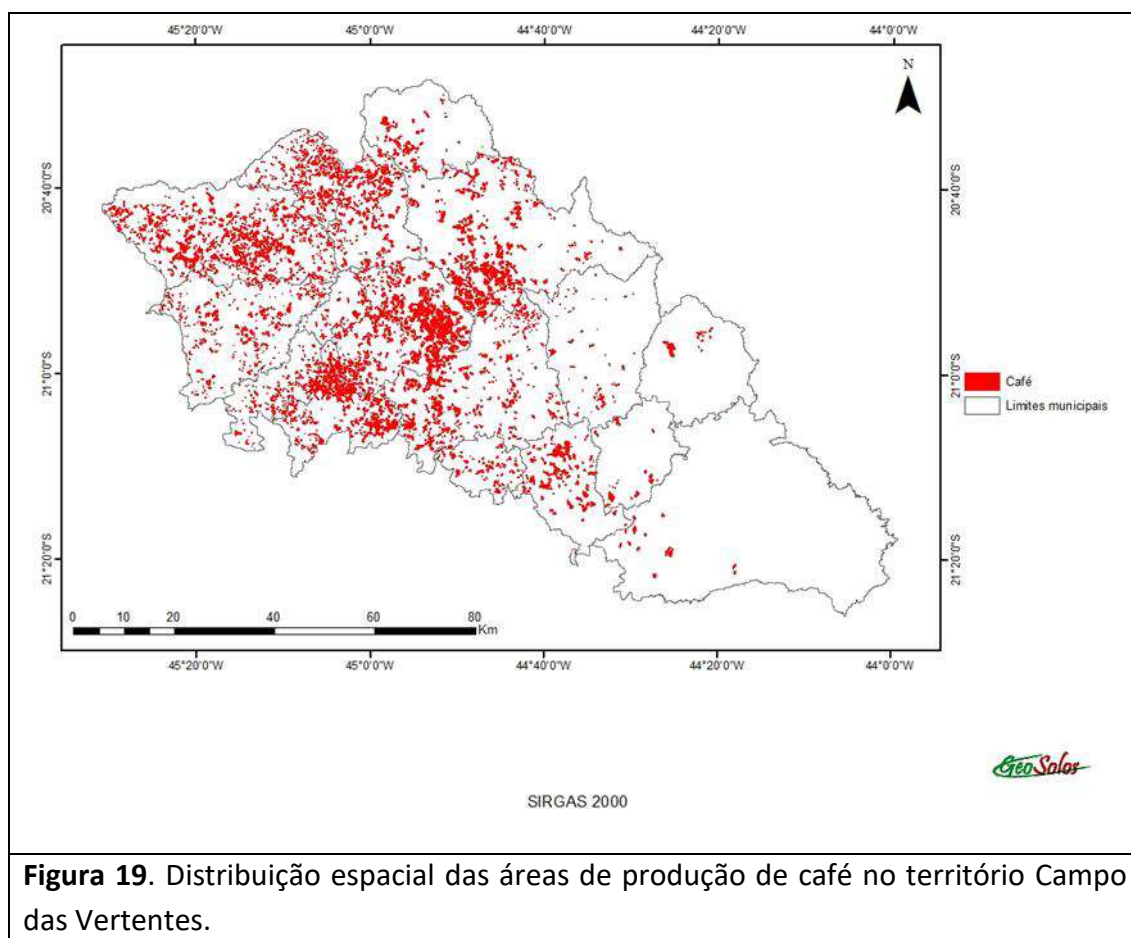 45°20'0"W 45°0'0"W 44°40'0"W 44°20'0"W 44°0'0"W
N
20°40'0"S 20°40'0"S
21°0'0"S 21°0'0"S
Café
Limites municipais
21°20'0"S 21°20'0"S
0 10 20 40 60 80
Km
45°20'0"W 45°0'0"W 44°40'0"W 44°20'0"W 44°0'0"W
GeoSolos
SIRGAS 2000
Figura 19. Distribuição espacial das áreas de produção de café no território Campo
das Vertentes.